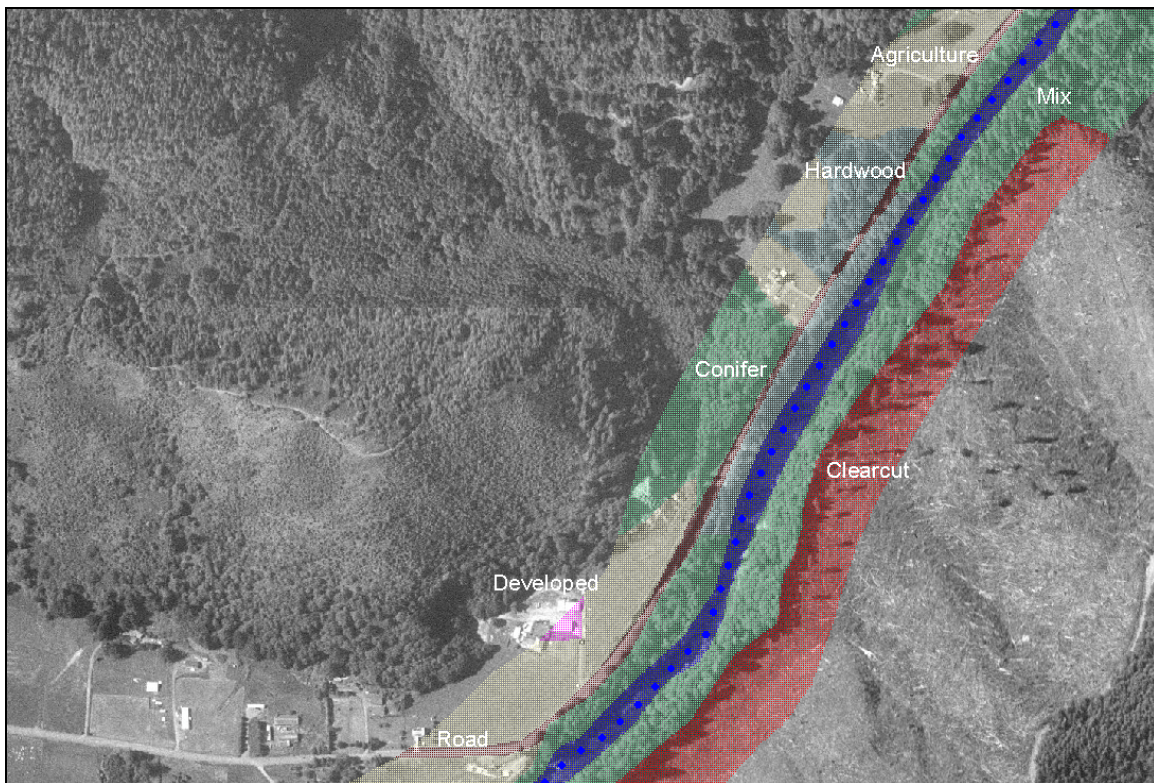 Agriculture
Mix
Hardwood
Conifer
Clearcut
Developed
Road